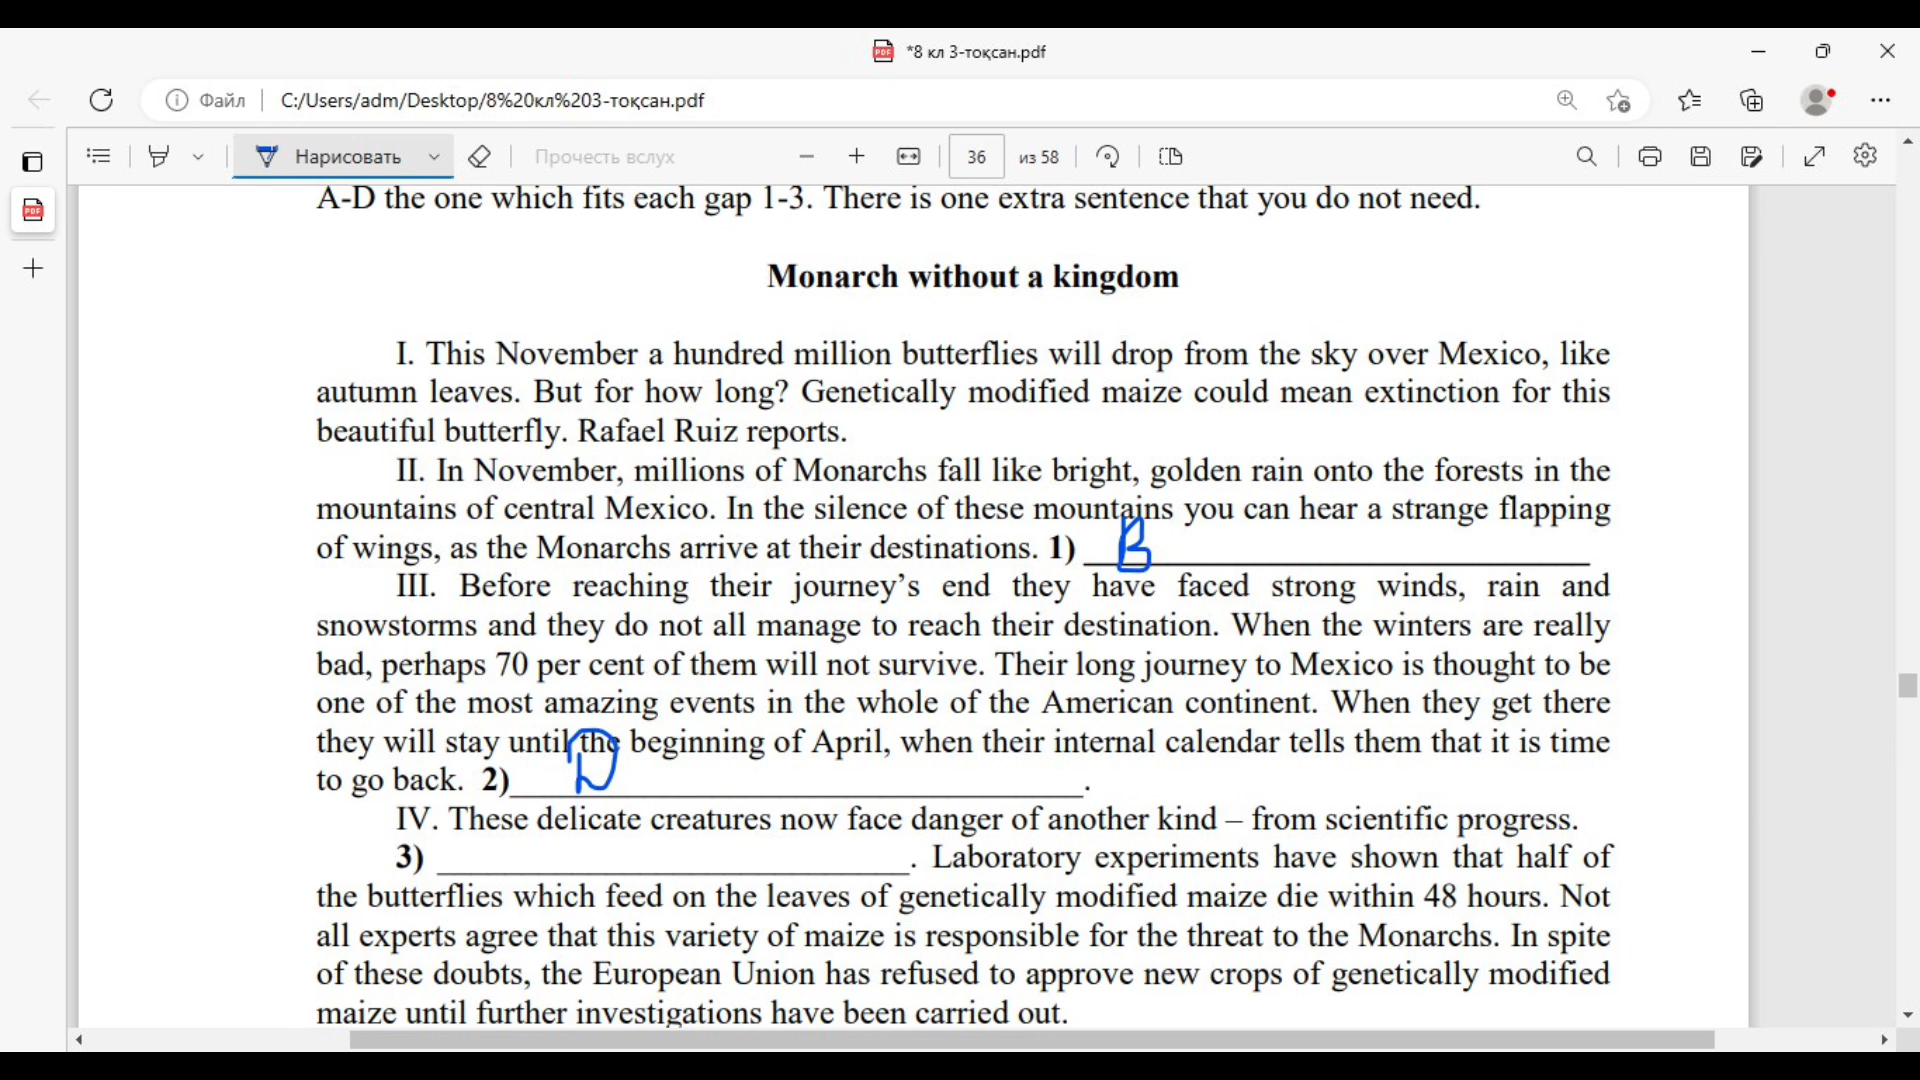 *8 кл 3-тоқсан.pdf
Файл C:/Users/adm/Desktop/8%20кл%203-тоқсан.pdf
Нарисовать Прочесть вслух 36 из 58
A-D the one which fits each gap 1-3. There is one extra sentence that you do not need.
Monarch without a kingdom
I. This November a hundred million butterflies will drop from the sky over Mexico, like
autumn leaves. But for how long? Genetically modified maize could mean extinction for this
beautiful butterfly. Rafael Ruiz reports.
II. In November, millions of Monarchs fall like bright, golden rain onto the forests in the
mountains of central Mexico. In the silence of these mountains you can hear a strange flapping
of wings, as the Monarchs arrive at their destinations. 1) B
III. Before reaching their journey’s end they have faced strong winds, rain and
snowstorms and they do not all manage to reach their destination. When the winters are really
bad, perhaps 70 per cent of them will not survive. Their long journey to Mexico is thought to be
one of the most amazing events in the whole of the American continent. When they get there
they will stay until the beginning of April, when their internal calendar tells them that it is time
to go back. 2) D .
IV. These delicate creatures now face danger of another kind – from scientific progress.
3) . Laboratory experiments have shown that half of
the butterflies which feed on the leaves of genetically modified maize die within 48 hours. Not
all experts agree that this variety of maize is responsible for the threat to the Monarchs. In spite
of these doubts, the European Union has refused to approve new crops of genetically modified
maize until further investigations have been carried out.